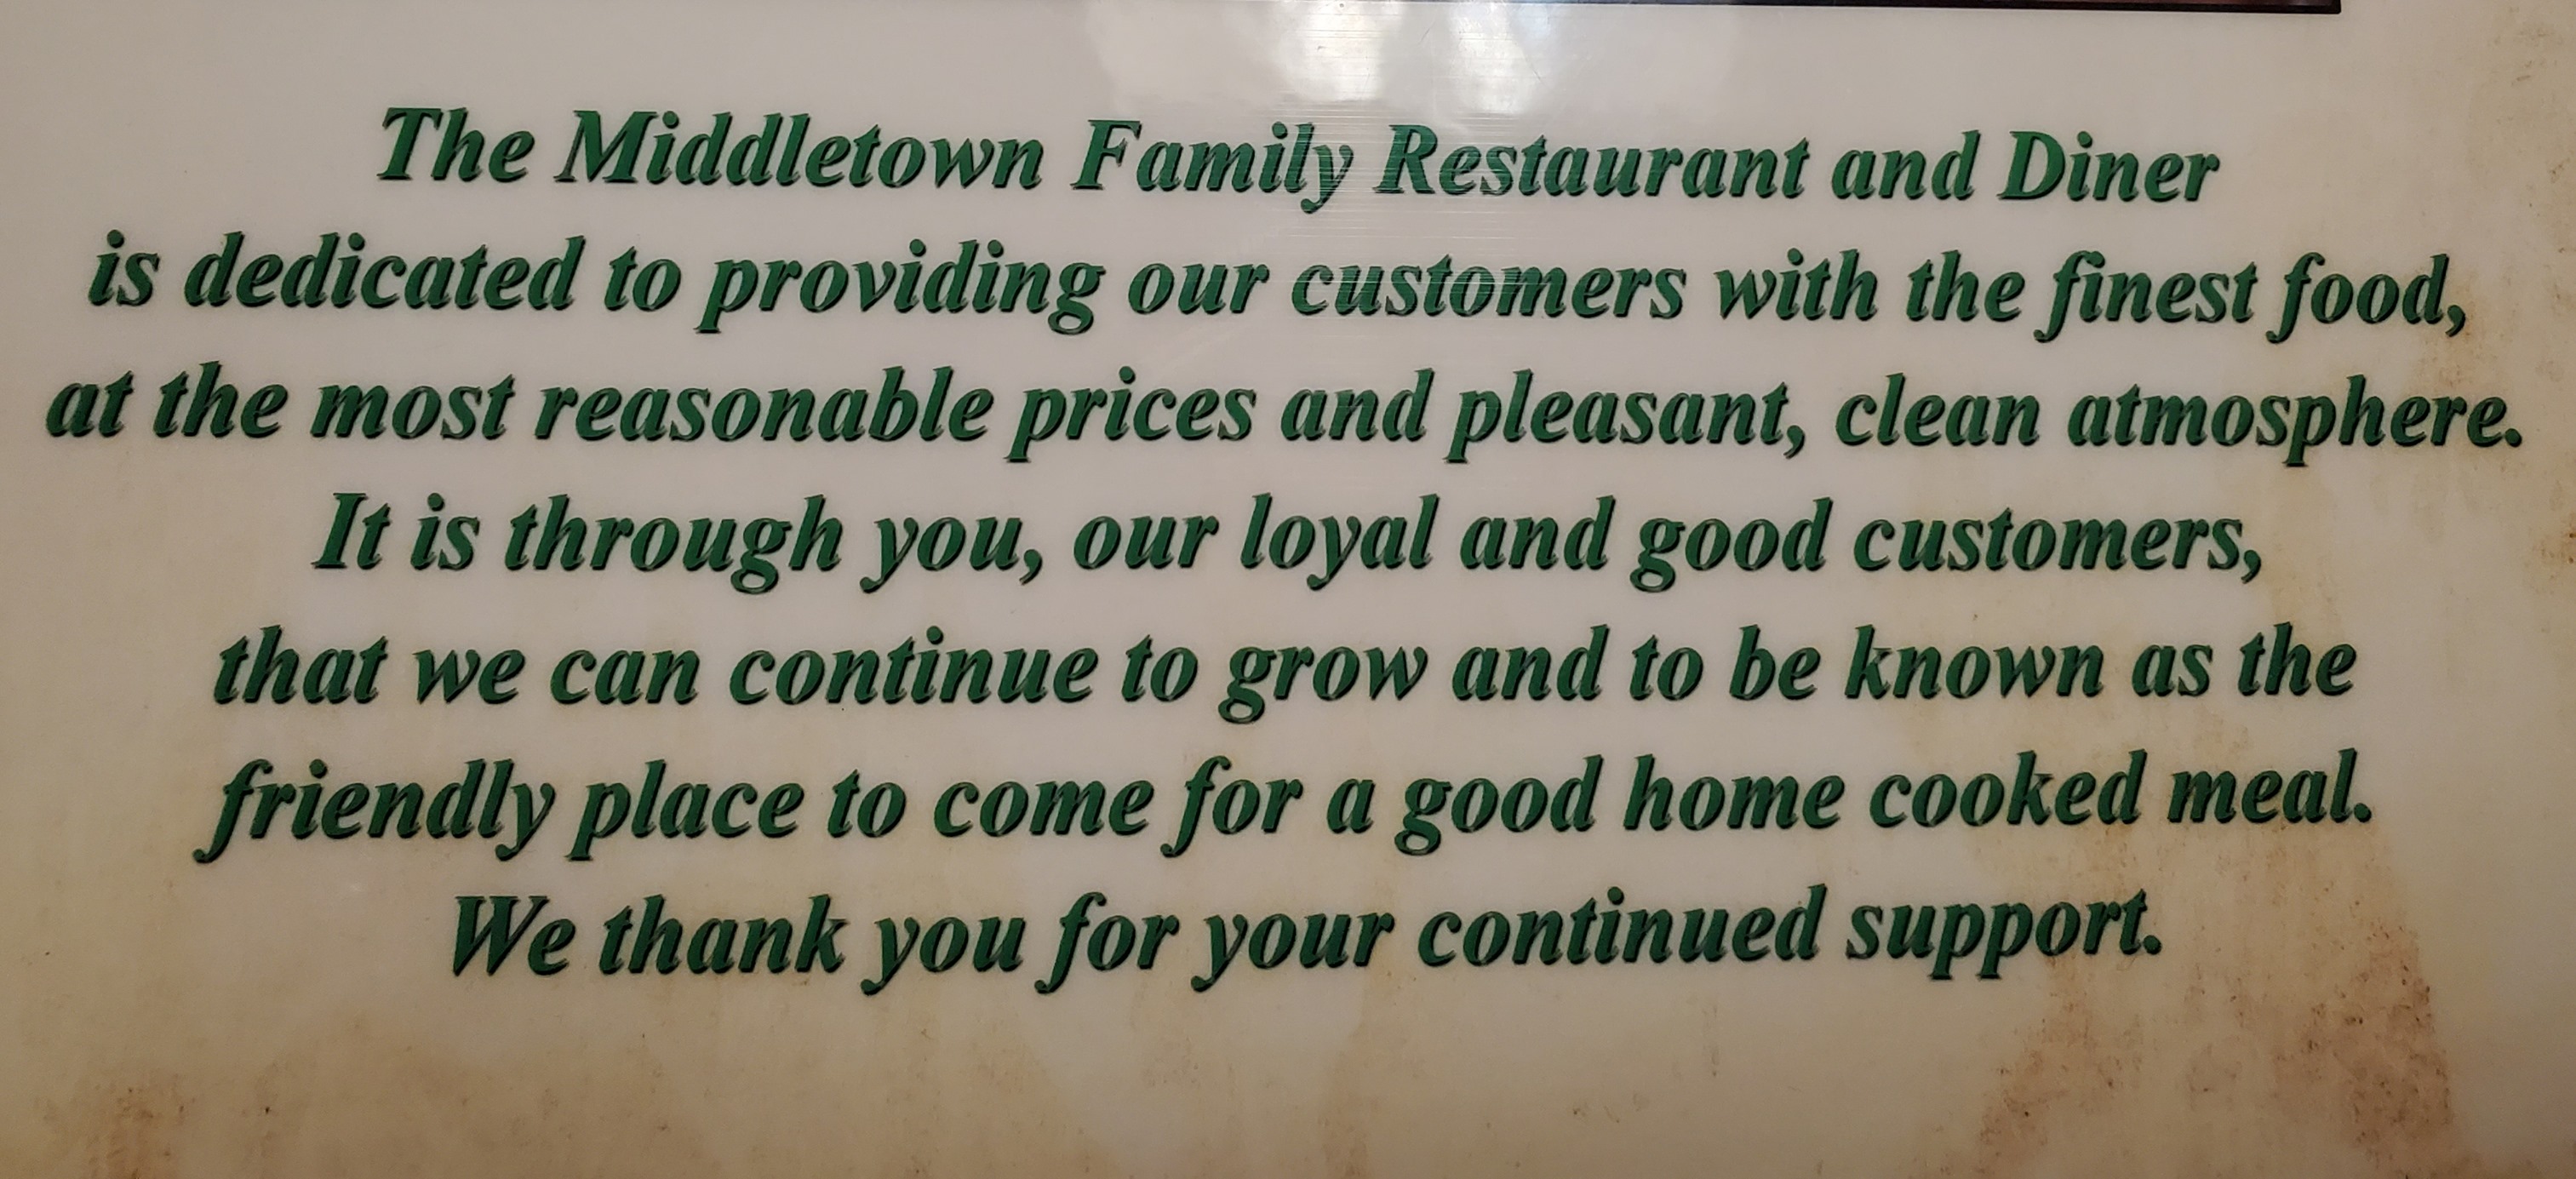 The Middletown Family Restaurant and Diner
is dedicated to providing our customers with the finest food,
at the most reasonable prices and pleasant, clean atmosphere.
It is through you, our loyal and good customers,
that we can continue to grow and to be known as the
friendly place to come for a good home cooked meal.
We thank you for your continued support.